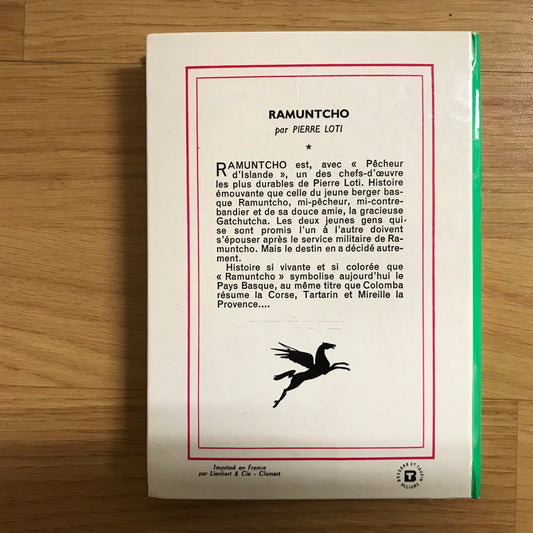 RAMUNTCHO
par PIERRE LOTI
*
RAMUNTCHO est, avec « Pêcheur
d'Islande », un des chefs-d'œuvre
les plus durables de Pierre Loti. Histoire
émouvante que celle du jeune berger bas-
que Ramuntcho, mi-pêcheur, mi-contre-
bandier et de sa douce amie, la gracieuse
Gatchutcha. Les deux jeunes gens qui
se sont promis l'un à l'autre doivent
s'épouser après le service militaire de Ra-
muntcho. Mais le destin en a décidé autre-
ment.
Histoire si vivante et si colorée que
« Ramuntcho » symbolise aujourd'hui le
Pays Basque, au même titre que Colomba
résume la Corse, Tartarin et Mireille la
Provence....
Imprimé en France
par Lienhart & Cie - Clamart
BRODARD ET TAUPIN
RELIURE